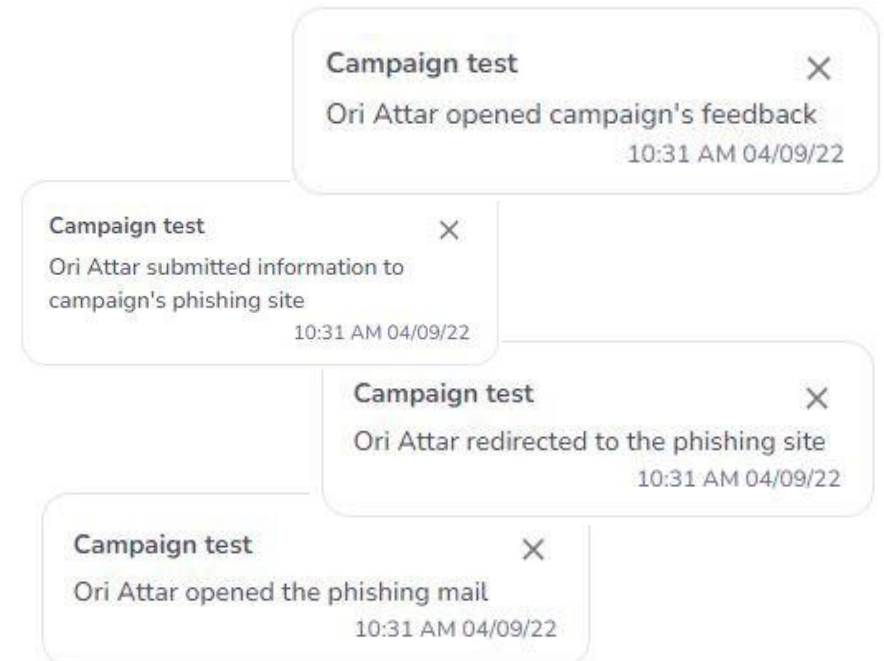 Campaign test
Ori Attar opened campaign's feedback
10:31 AM 04/09/22
Campaign test
Ori Attar submitted information to
campaign's phishing site
10:31 AM 04/09/22
Campaign test
Ori Attar redirected to the phishing site
10:31 AM 04/09/22
Campaign test
Ori Attar opened the phishing mail
10:31 AM 04/09/22